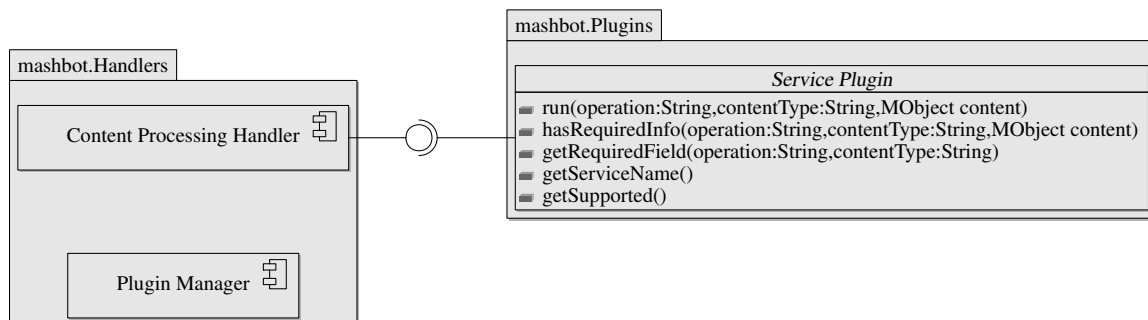 mashbot.Plugins
mashbot.Handlers
Service Plugin
run(operation:String,contentType:String,MObject content)
hasRequiredInfo(operation:String,contentType:String,MObject content)
getRequiredField(operation:String,contentType:String)
getServiceName()
getSupported()
Content Processing Handler
Plugin Manager